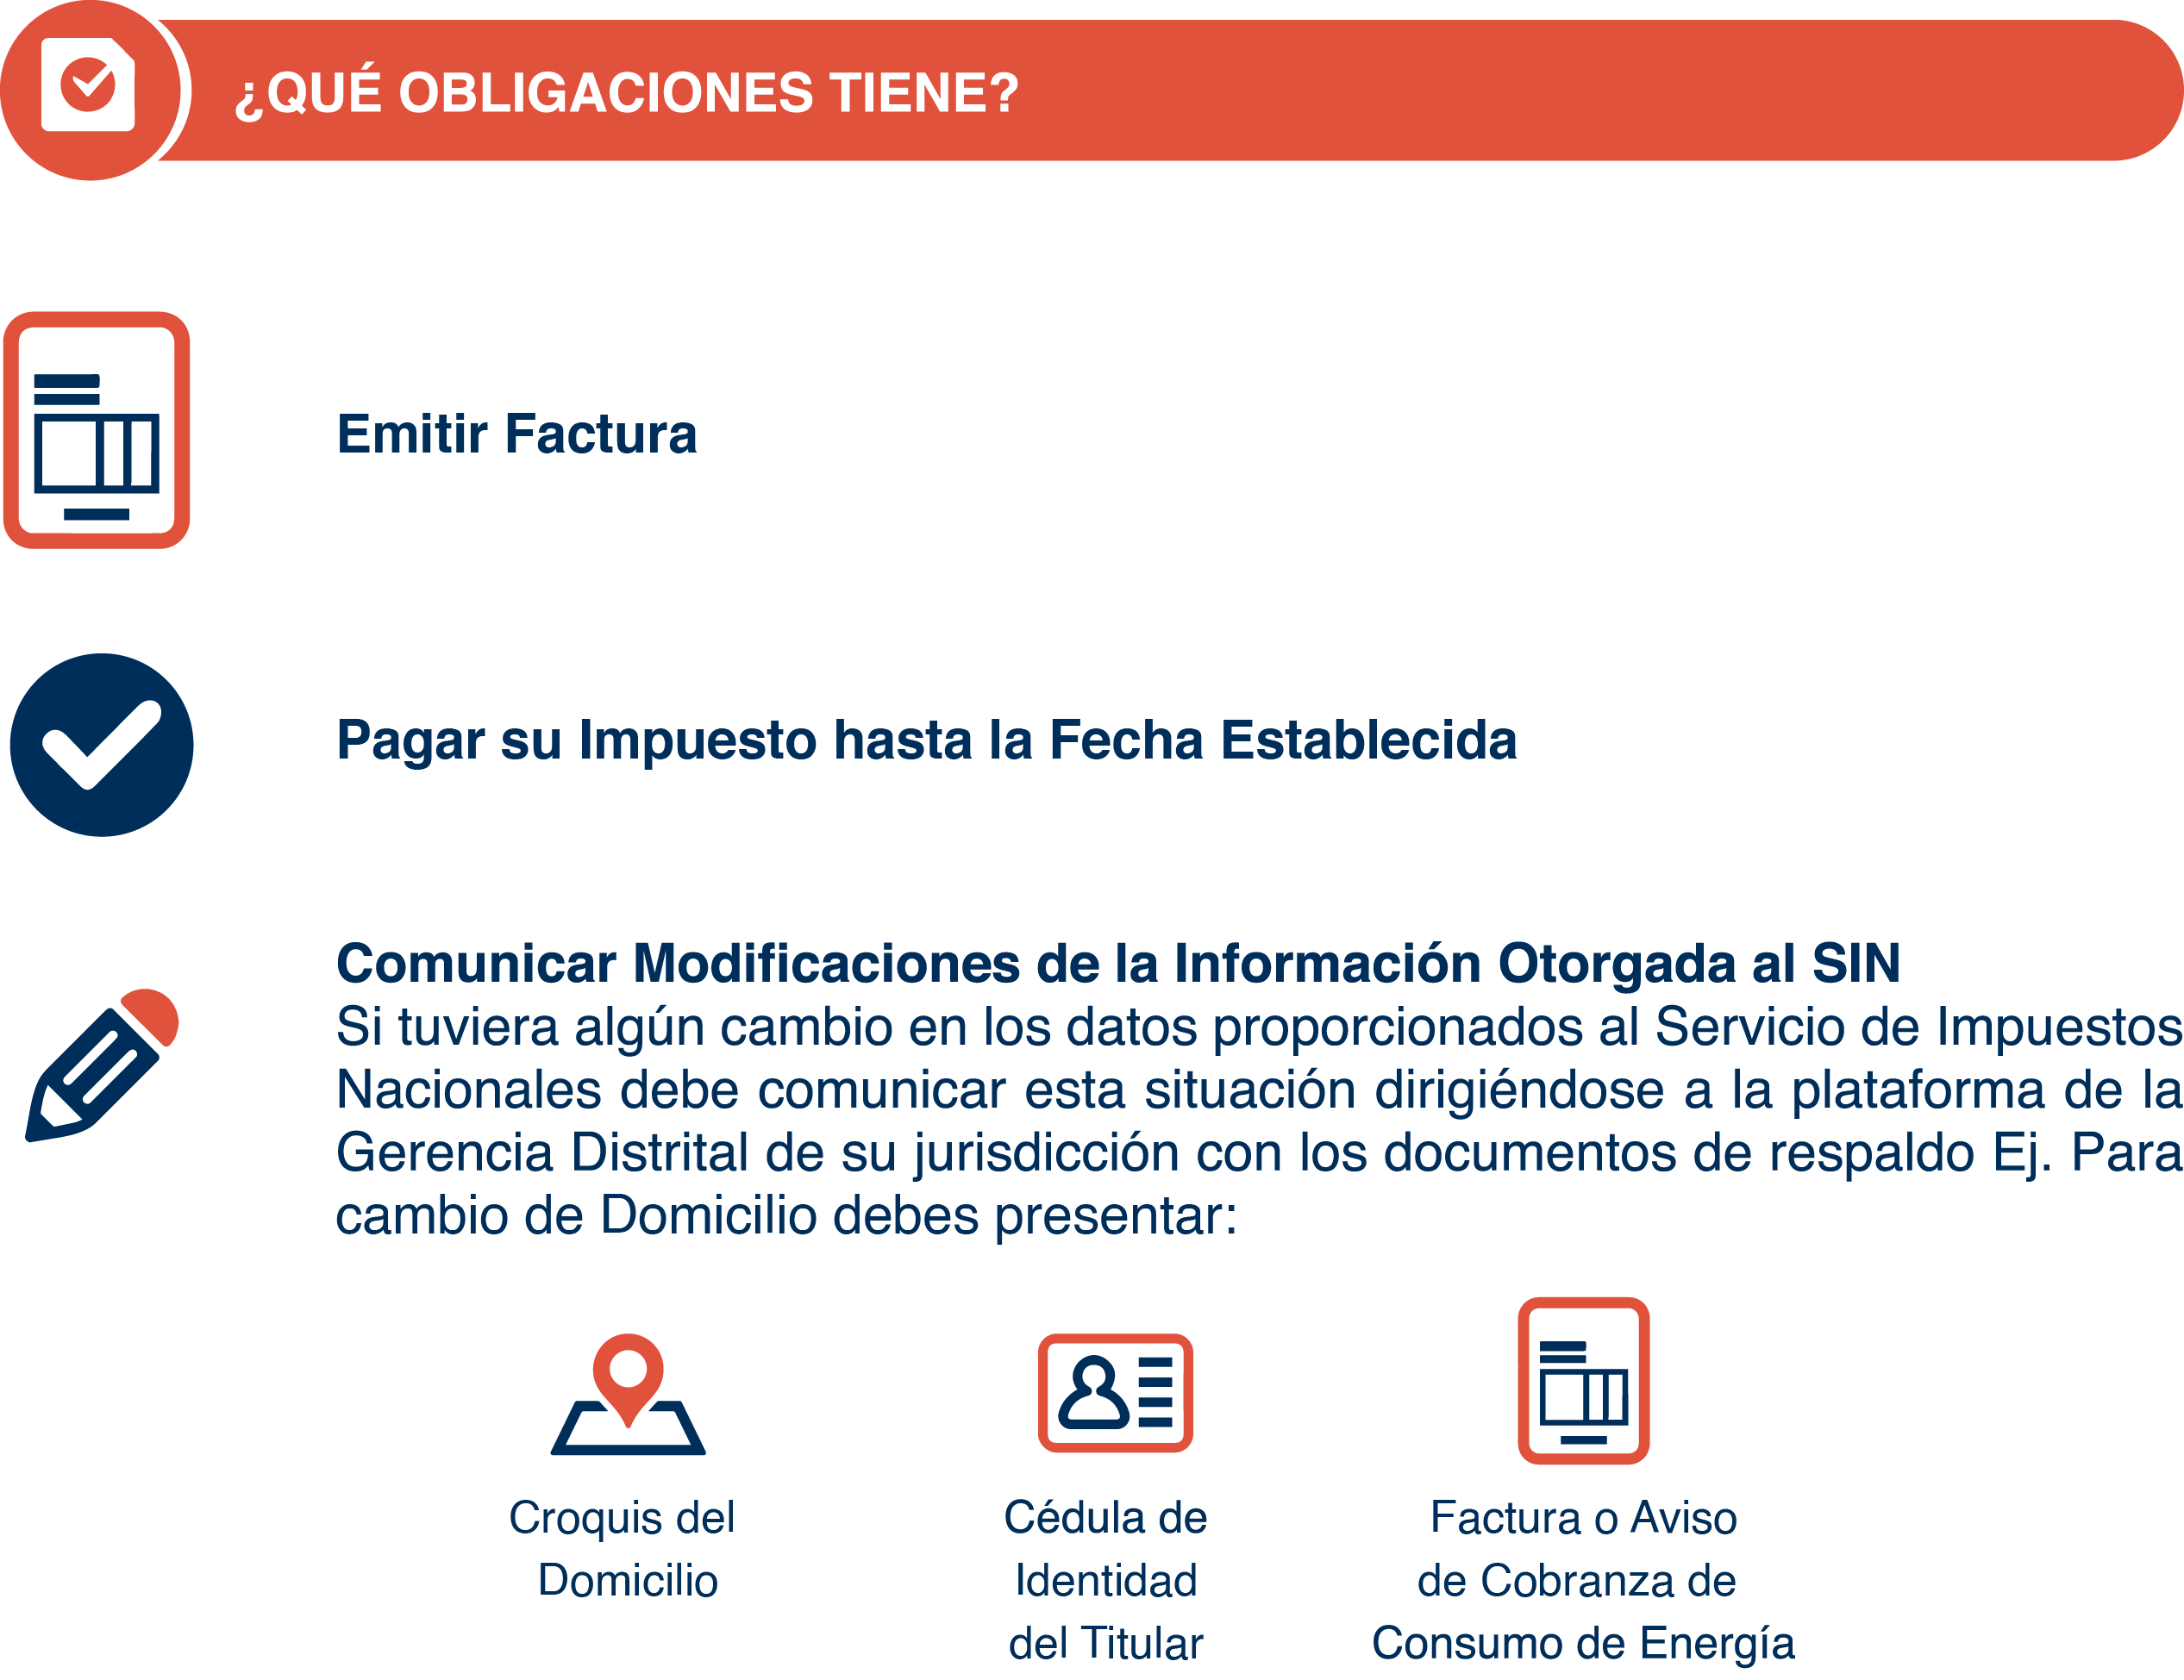 ¿QUÉ OBLIGACIONES TIENE?
Emitir Factura
Pagar su Impuesto hasta la Fecha Establecida
Comunicar Modificaciones de la Información Otorgada al SIN
Si tuviera algún cambio en los datos proporcionados al Servicio de Impuestos
Nacionales debe comunicar esta situación dirigiéndose a la plataforma de la
Gerencia Distrital de su jurisdicción con los documentos de respaldo Ej. Para
cambio de Domicilio debes presentar:
Croquis del
Domicilio
Cédula de
Identidad
del Titular
Factura o Aviso
de Cobranza de
Consumo de Energía